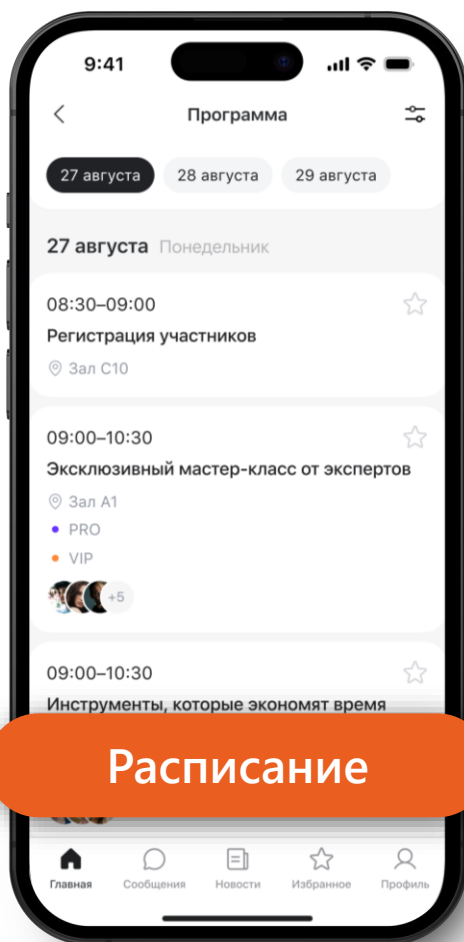 9:41
Программа
27 августа
28 августа
29 августа
27 августа Понедельник
08:30–09:00
Регистрация участников
Зал C10
09:00–10:30
Эксклюзивный мастер-класс от экспертов
Зал A1
PRO
VIP
+5
09:00–10:30
Инструменты, которые экономят время
Расписание
Главная
Сообщения
Новости
Избранное
Профиль